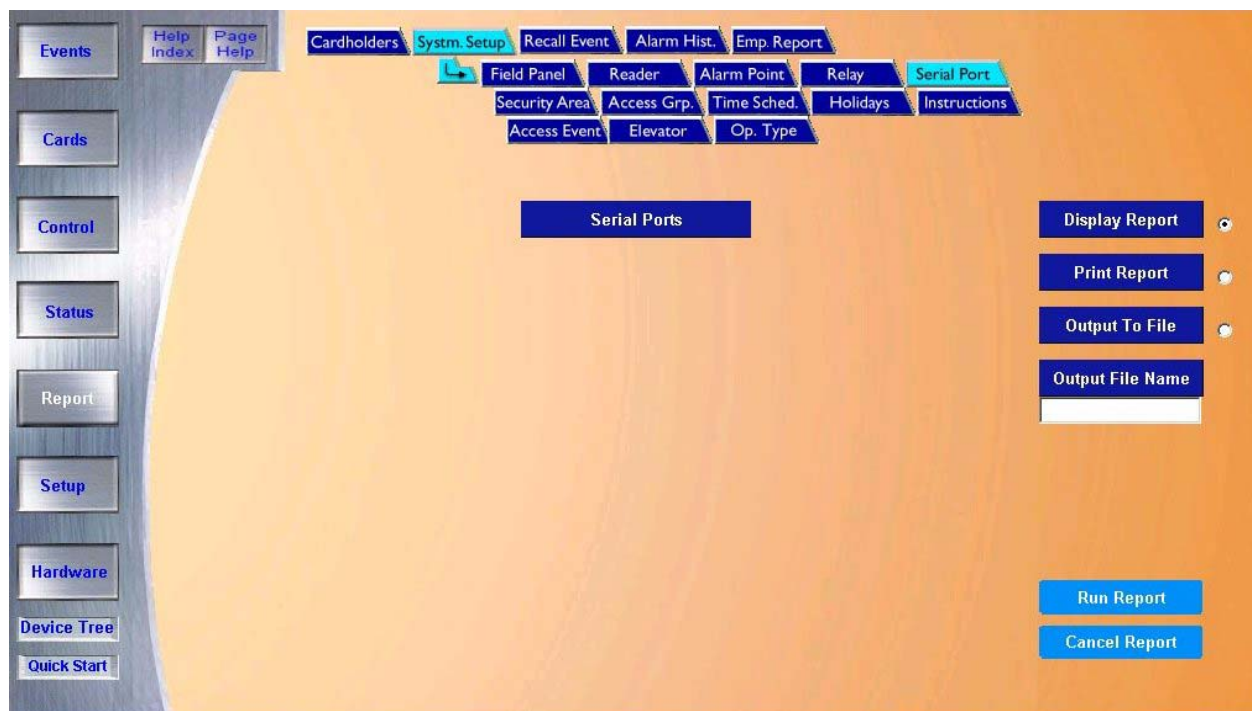 Events
Cards
Control
Status
Report
Setup
Hardware
Device Tree
Quick Start
Help Index
Page Help
Cardholders Systm. Setup Recall Event Alarm Hist. Emp. Report
Field Panel Reader Alarm Point Relay Serial Port
Security Area Access Grp. Time Sched. Holidays Instructions
Access Event Elevator Op. Type
Serial Ports
Display Report
Print Report
Output To File
Output File Name
Run Report
Cancel Report